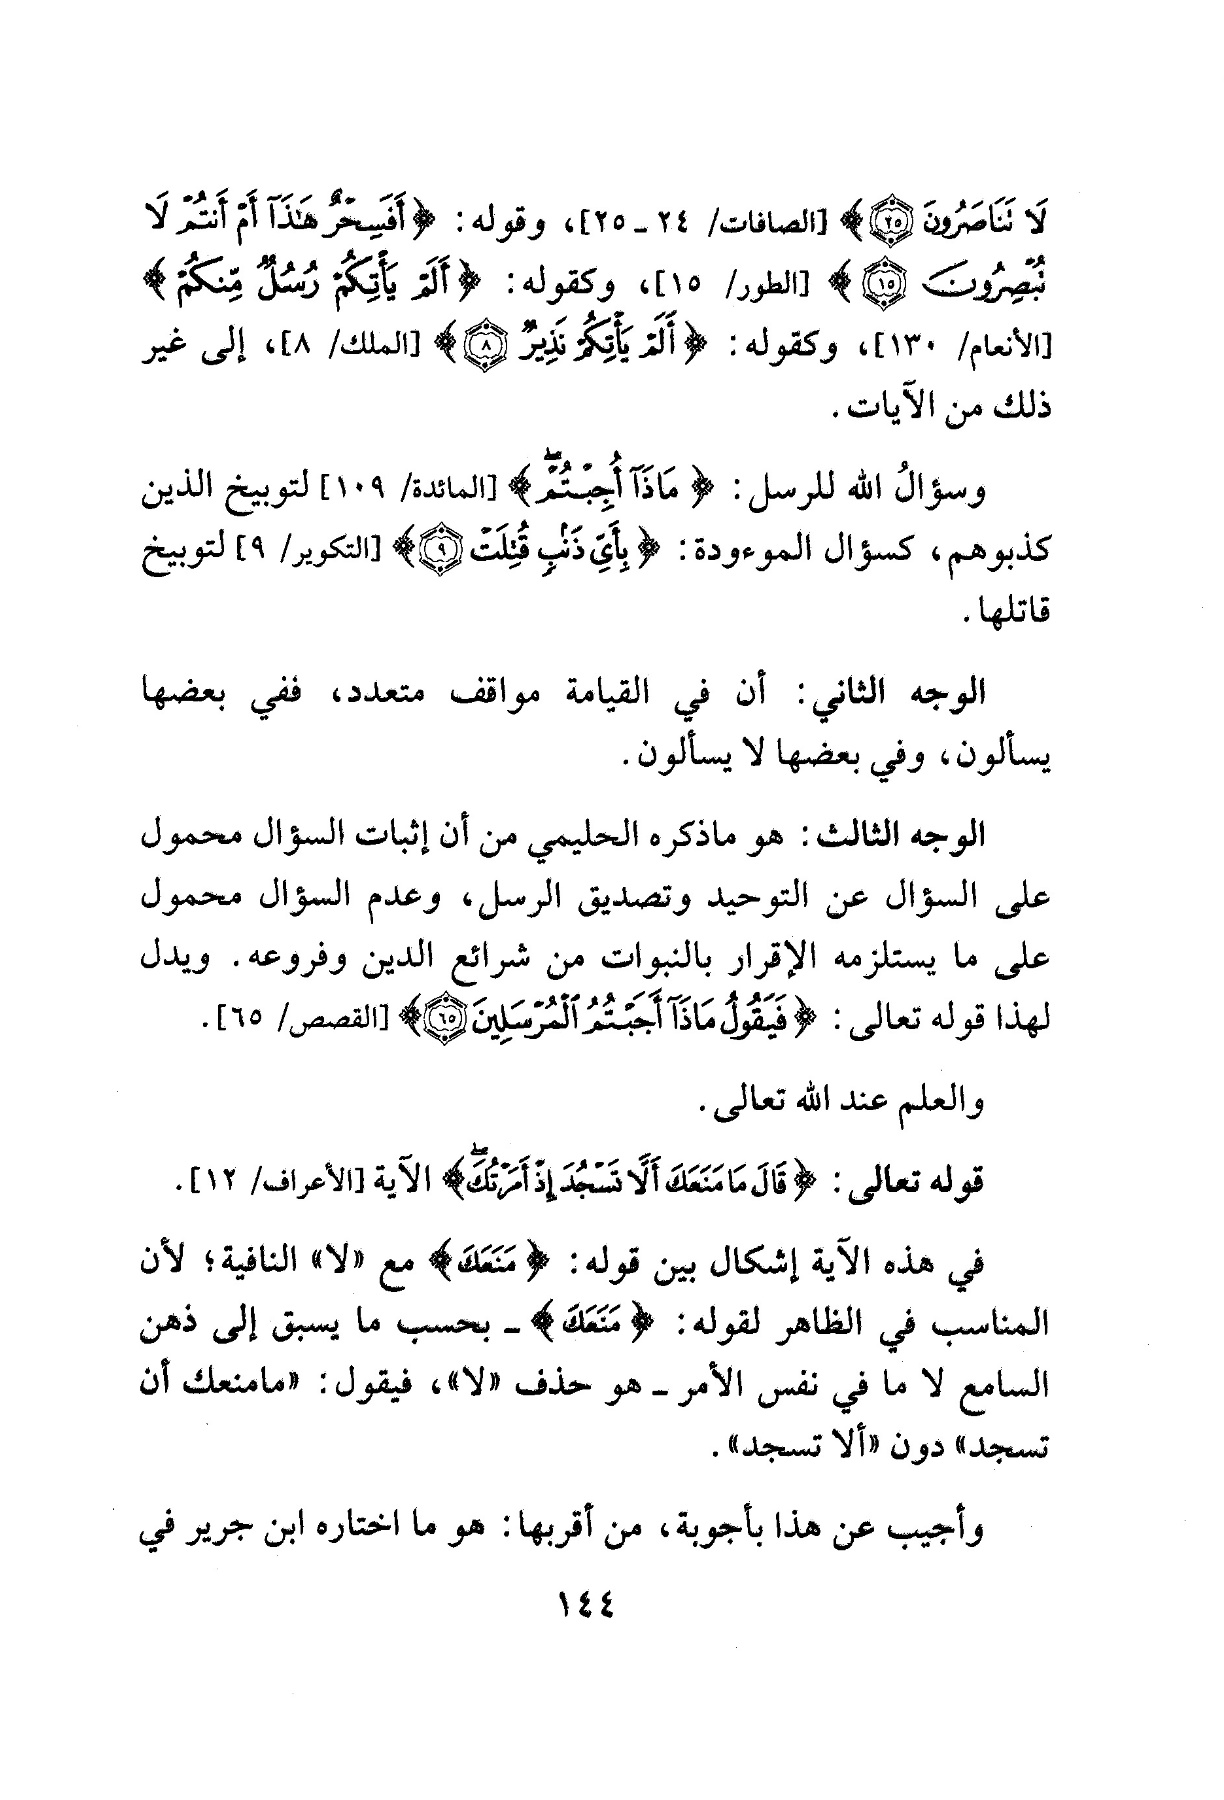 لَا تَنَاصَرُونَ ٢٥﴾ [الصافات/ ٢٤ ـ ٢٥]، وقوله: ﴿أَفَسِحْرٌ هَٰذَآ أَمْ أَنتُمْ لَا
تُبْصِرُونَ ١٥﴾ [الطور/ ١٥]، وكقوله: ﴿أَلَمْ يَأْتِكُمْ رُسُلٌ مِّنكُمْ﴾
[الأنعام/ ١٣٠]، وكقوله: ﴿أَلَمْ يَأْتِكُمْ نَذِيرٌ ٨﴾ [الملك/ ٨]، إلى غير
ذلك من الآيات.
وسؤالُ الله للرسل: ﴿مَاذَآ أُجِبْتُمْۖ﴾ [المائدة/ ١٠٩] لتوبيخ الذين
كذبوهم، كسؤال الموءودة: ﴿بِأَيِّ ذَنۢبٍ قُتِلَتْ ٩﴾ [التكوير/ ٩] لتوبيخ
قاتلها.
الوجه الثاني: أن في القيامة مواقف متعدد، ففي بعضها
يسألون، وفي بعضها لا يسألون.
الوجه الثالث: هو ماذكره الحليمي من أن إثبات السؤال محمول
على السؤال عن التوحيد وتصديق الرسل، وعدم السؤال محمول
على ما يستلزمه الإقرار بالنبوات من شرائع الدين وفروعه. ويدل
لهذا قوله تعالى: ﴿فَيَقُولُ مَاذَآ أَجَبْتُمُ ٱلْمُرْسَلِينَ ٦٥﴾ [القصص/ ٦٥].
والعلم عند الله تعالى.
قوله تعالى: ﴿قَالَ مَا مَنَعَكَ أَلَّا تَسْجُدَ إِذْ أَمَرْتُكَۖ﴾ الآية [الأعراف/ ١٢].
في هذه الآية إشكال بين قوله: ﴿مَنَعَكَ﴾ مع «لا» النافية؛ لأن
المناسب في الظاهر لقوله: ﴿مَنَعَكَ﴾ ـ بحسب ما يسبق إلى ذهن
السامع لا ما في نفس الأمر ـ هو حذف «لا»، فيقول: «مامنعك أن
تسجد» دون «ألا تسجد».
وأجيب عن هذا بأجوبة، من أقربها: هو ما اختاره ابن جرير في
١٤٤